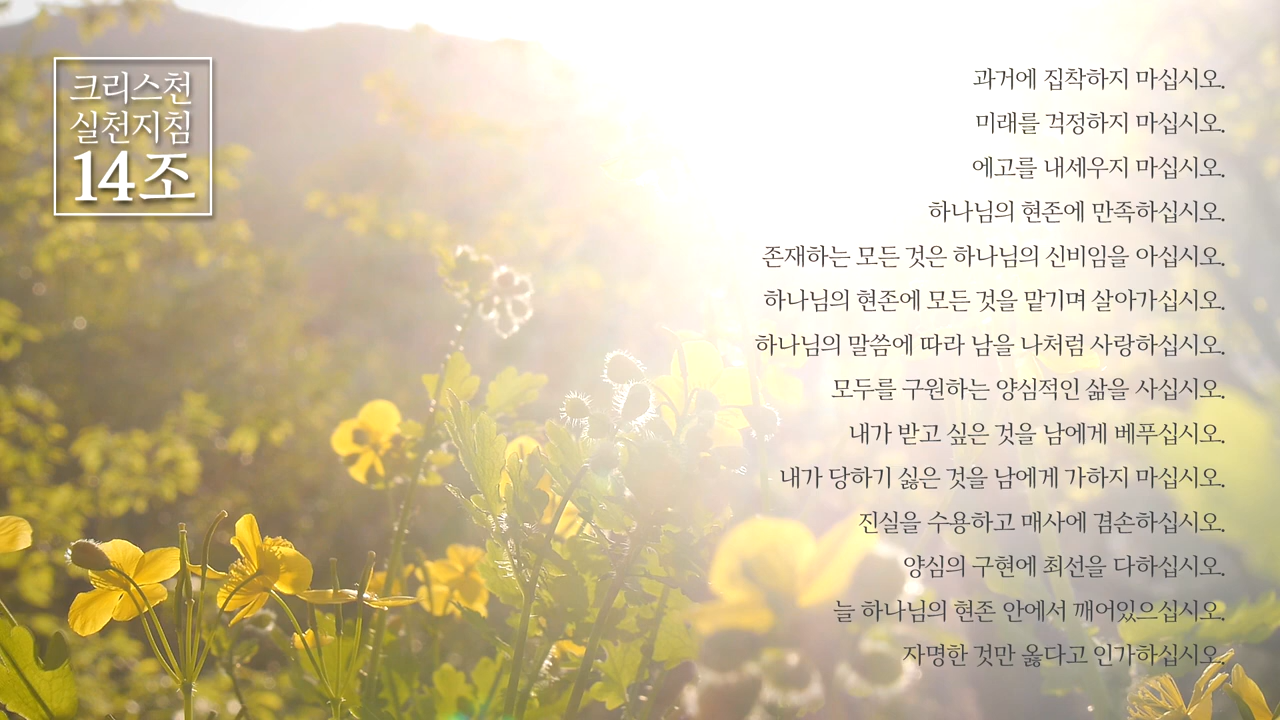 크리스천
실천지침
14조
과거에 집착하지 마십시오.
미래를 걱정하지 마십시오.
에고를 내세우지 마십시오.
하나님의 현존에 만족하십시오.
존재하는 모든 것은 하나님의 신비임을 아십시오.
하나님의 현존에 모든 것을 맡기며 살아가십시오.
하나님의 말씀에 따라 남을 나처럼 사랑하십시오.
모두를 구원하는 양심적인 삶을 사십시오.
내가 받고 싶은 것을 남에게 베푸십시오.
내가 당하기 싫은 것을 남에게 가하지 마십시오.
진실을 수용하고 매사에 겸손하십시오.
양심의 구현에 최선을 다하십시오.
늘 하나님의 현존 안에서 깨어있으십시오.
자명한 것만 옳다고 인가하십시오.